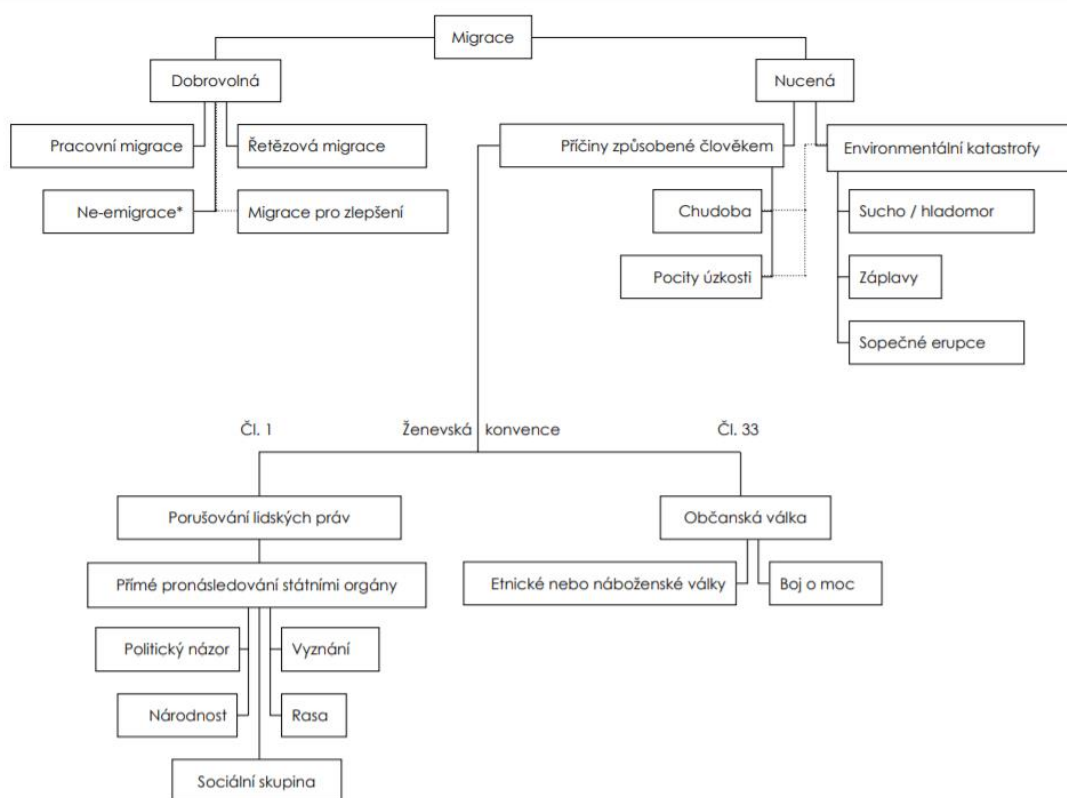 Migrace
Dobrovolná
Nucená
Pracovní migrace
Řetězová migrace
Příčiny způsobené člověkem
Environmentální katastrofy
Ne-emigrace*
Migrace pro zlepšení
Chudoba
Sucho / hladomor
Pocity úzkosti
Záplavy
Sopečné erupce
Čl. 1
Ženevská konvence
Čl. 33
Porušování lidských práv
Občanská válka
Přímé pronásledování státními orgány
Etnické nebo náboženské války
Boj o moc
Politický názor
Vyznání
Národnost
Rasa
Sociální skupina